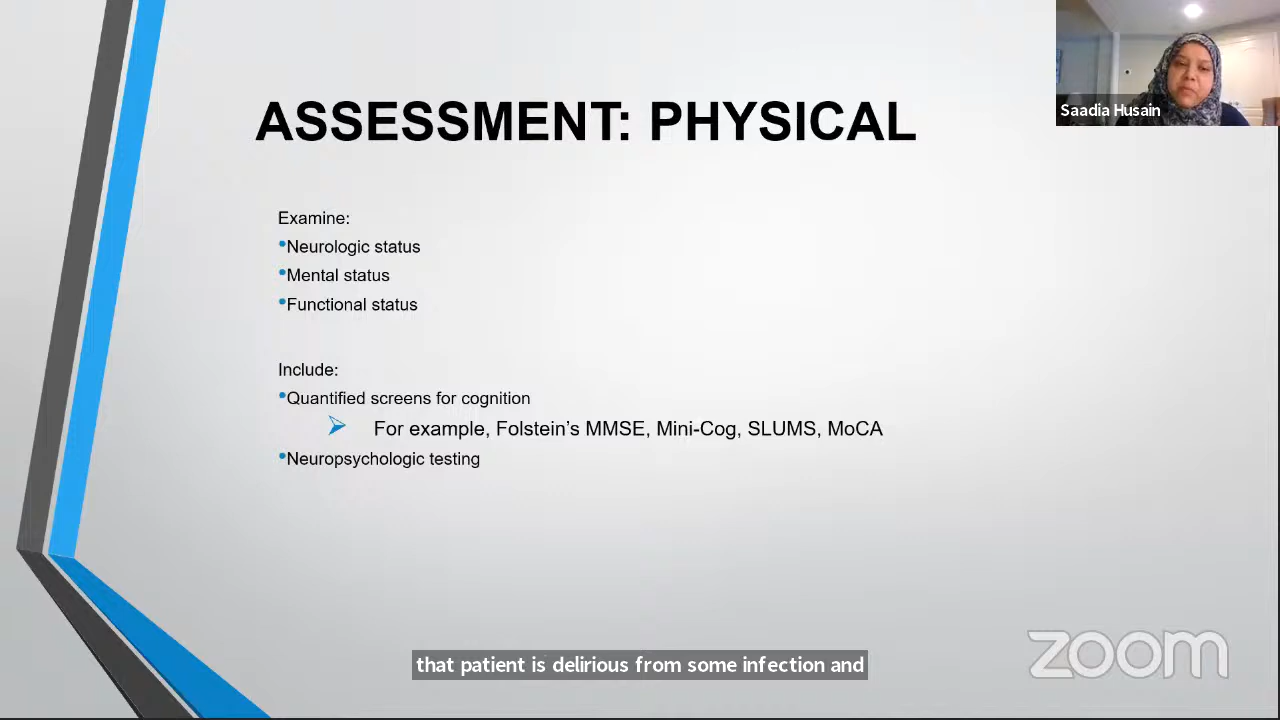 ASSESSMENT: PHYSICAL
Saadia Husain
Examine:
•Neurologic status
•Mental status
•Functional status
Include:
•Quantified screens for cognition
➢ For example, Folstein’s MMSE, Mini-Cog, SLUMS, MoCA
•Neuropsychologic testing
that patient is delirious from some infection and
zoom